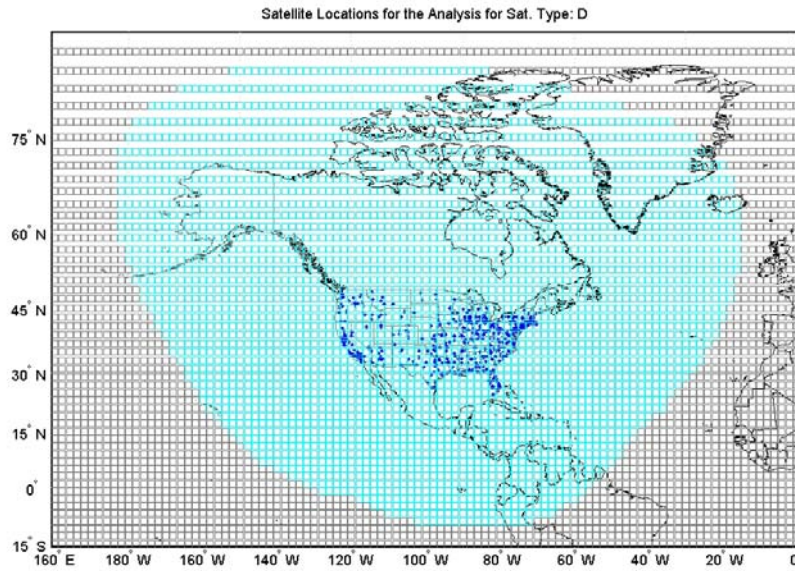 Satellite Locations for the Analysis for Sat. Type: D
75° N
60° N
45° N
30° N
15° N
0°
15° S
160° E 180° W 160° W 140° W 120° W 100° W 80° W 60° W 40° W 20° W 0